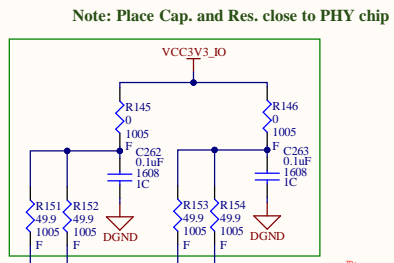 Note: Place Cap. and Res. close to PHY chip
VCC3V3_IO
R145
0
1005
F
R146
0
1005
F
C262
0.1uF
1608
1C
C263
0.1uF
1608
1C
R151
49.9
1005
F
R152
49.9
1005
F
DGND
R153
49.9
1005
F
R154
49.9
1005
F
DGND